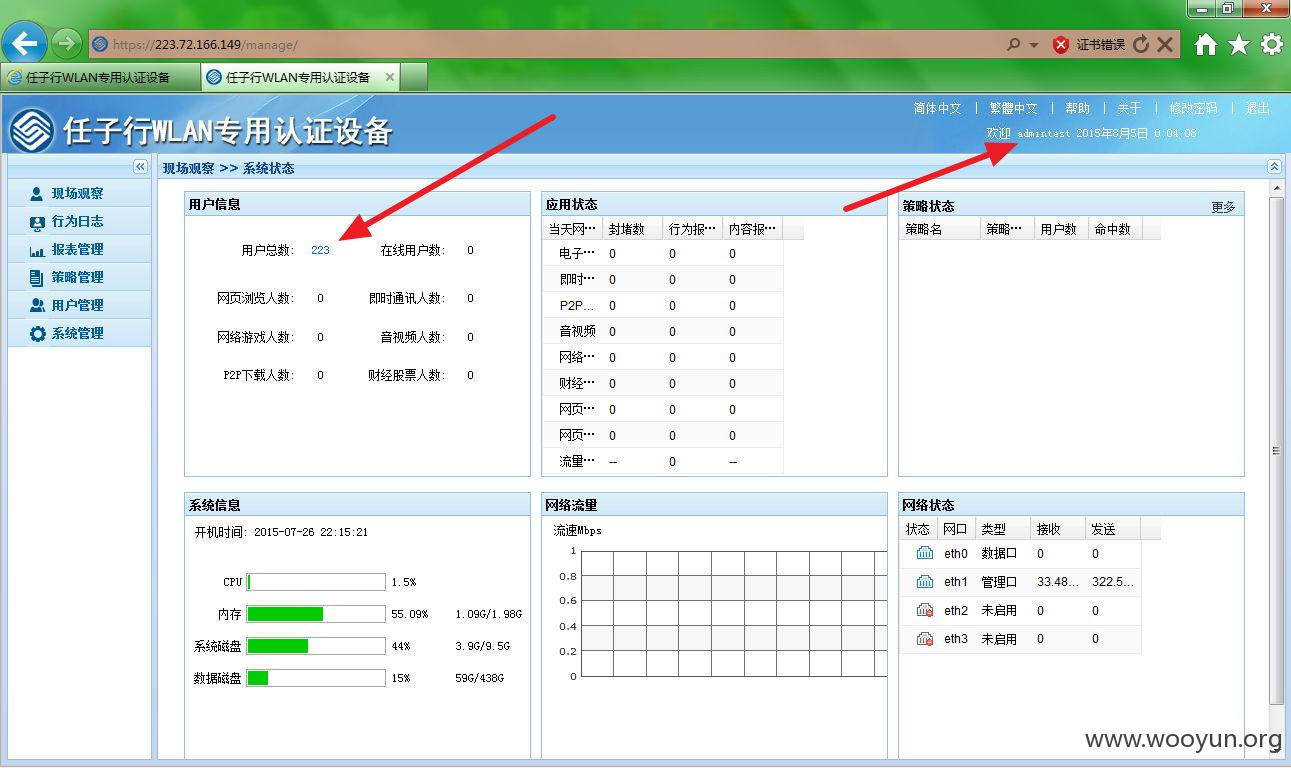 https://223.72.166.149/manage/
证书错误
任子行WLAN专用认证设备
任子行WLAN专用认证设备
任子行WLAN专用认证设备
简体中文 | 繁體中文 | 帮助 | 关于 | 修改密码 | 退出
欢迎 admintest 2015年8月5日 0:04:08
现场观察
行为日志
报表管理
策略管理
用户管理
系统管理
现场观察 >> 系统状态
用户信息
用户总数: 223 在线用户数: 0
网页浏览人数: 0 即时通讯人数: 0
网络游戏人数: 0 音视频人数: 0
P2P下载人数: 0 财经股票人数: 0
应用状态
当天网… 封堵数 行为报… 内容报…
电子… 0 0 0
即时… 0 0 0
P2P... 0 0 0
音视频 0 0 0
网络… 0 0 0
财经… 0 0 0
网页… 0 0 0
网页… 0 0 0
流量… -- 0 --
策略状态 更多
策略名 策略… 用户数 命中数
系统信息
开机时间: 2015-07-26 22:15:21
CPU 1.5%
内存 55.09% 1.09G/1.98G
系统磁盘 44% 3.9G/9.5G
数据磁盘 15% 59G/438G
网络流量
流速Mbps
1
0.8
0.6
0.4
0.2
0
网络状态
状态 网口 类型 接收 发送
eth0 数据口 0 0
eth1 管理口 33.48... 322.5...
eth2 未启用 0 0
eth3 未启用 0 0
www.wooyun.org